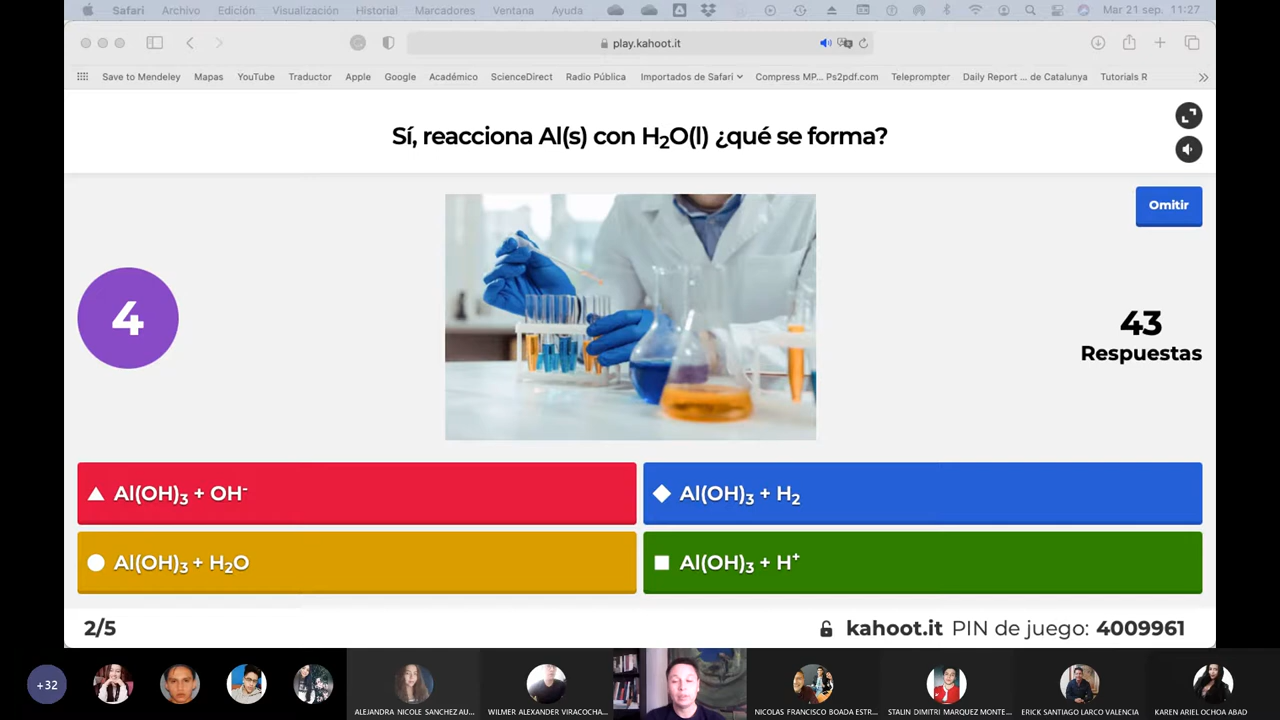 Safari Archivo Edición Visualización Historial Marcadores Ventana Ayuda Mar 21 sep. 11:27
play.kahoot.it
Save to Mendeley Mapas YouTube Traductor Apple Google Académico ScienceDirect Radio Pública Importados de Safari Compress MP... Ps2pdf.com Teleprompter Daily Report ... de Catalunya Tutorials R
Sí, reacciona Al(s) con H₂O(l) ¿qué se forma?
Omitir
4
43
Respuestas
Al(OH)₃ + OH⁻
Al(OH)₃ + H₂
Al(OH)₃ + H₂O
Al(OH)₃ + H⁺
2/5
kahoot.it PIN de juego: 4009961
+32
ALEJANDRA NICOLE SANCHEZ AU...
WILMER ALEXANDER VIRACOCHA...
NICOLAS FRANCISCO BOADA ESTR...
STALIN DIMITRI MARQUEZ MONTE...
ERICK SANTIAGO LARCO VALENCIA
KAREN ARIEL OCHOA ABAD